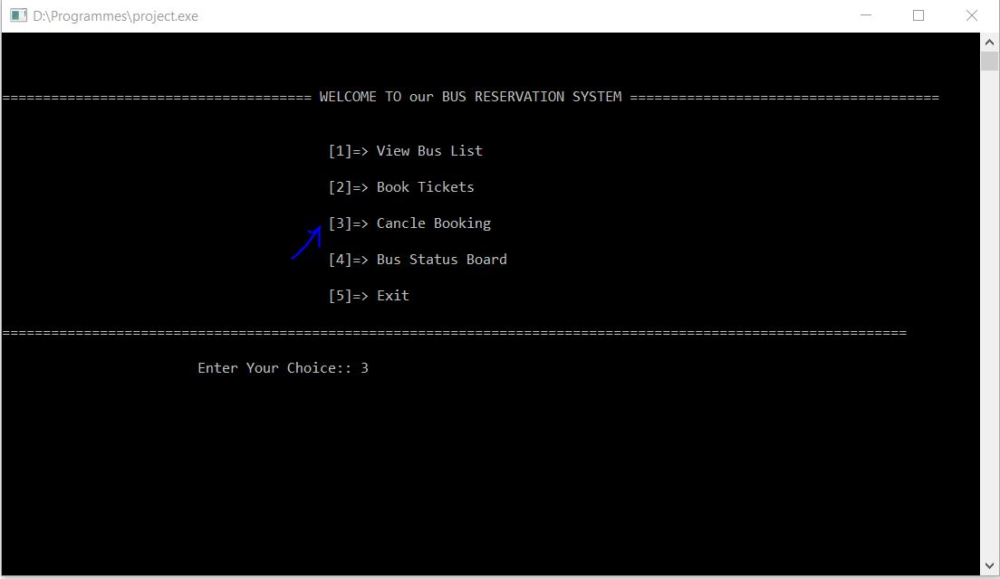 D:\Programmes\project.exe
====================================== WELCOME TO our BUS RESERVATION SYSTEM ======================================
[1]=> View Bus List
[2]=> Book Tickets
[3]=> Cancle Booking
[4]=> Bus Status Board
[5]=> Exit
===============================================================================================================
Enter Your Choice:: 3